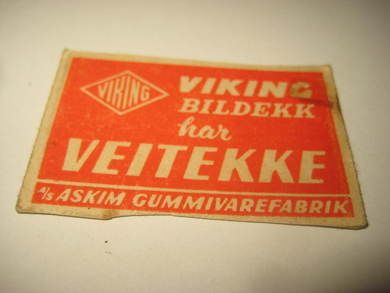 VIKING
VIKING
BILDEKK
har
VEITEKKE
A/S ASKIM GUMMIVAREFABRIK